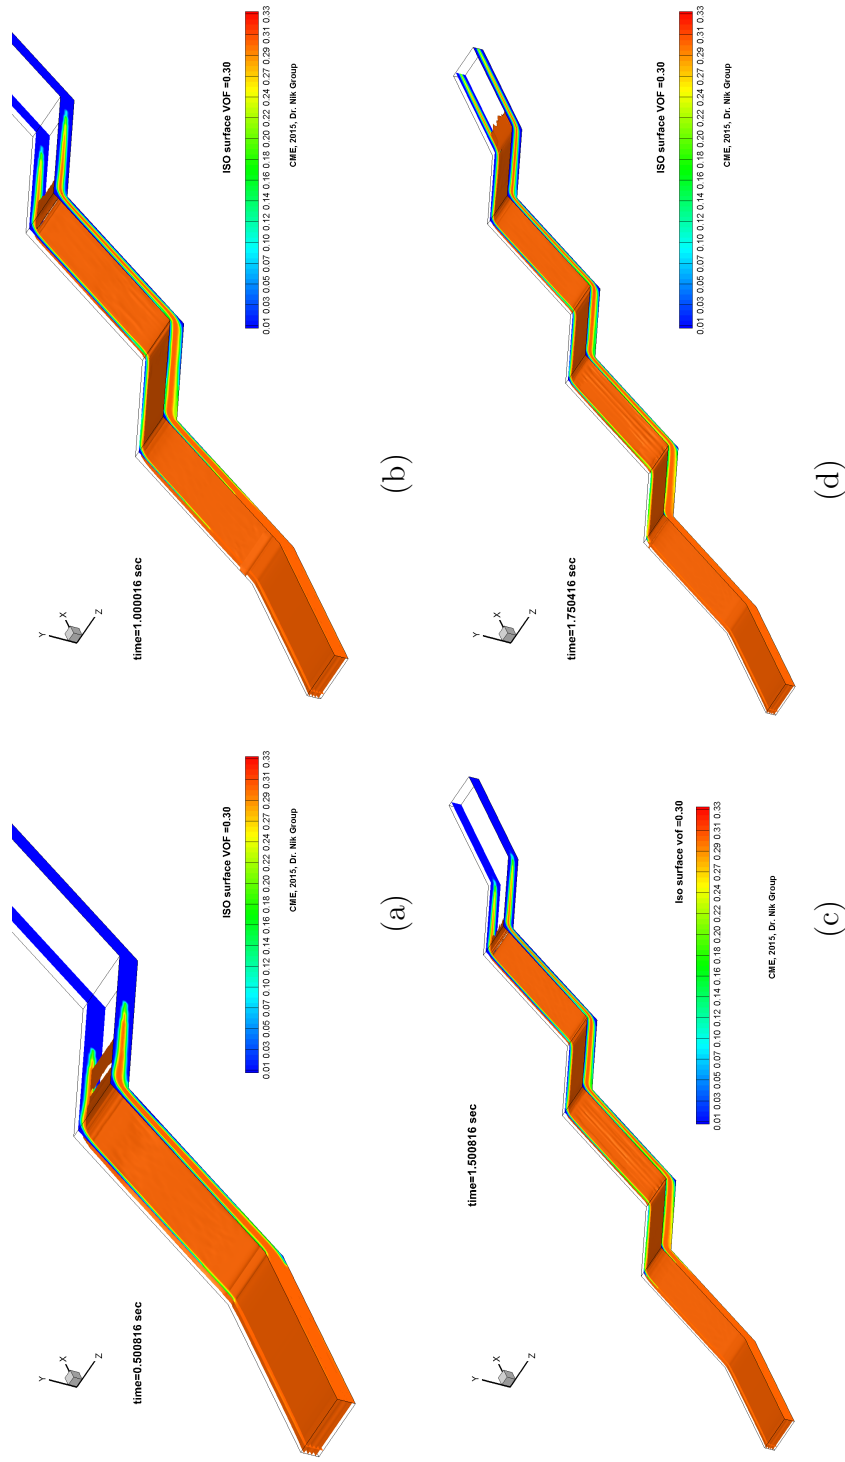 Y
X
Z
time=0.500816 sec
ISO surface VOF =0.30
0.01 0.03 0.05 0.07 0.10 0.12 0.14 0.16 0.18 0.20 0.22 0.24 0.27 0.29 0.31 0.33
CME, 2015, Dr. Nik Group
(a)
Y
X
Z
time=1.000016 sec
ISO surface VOF =0.30
0.01 0.03 0.05 0.07 0.10 0.12 0.14 0.16 0.18 0.20 0.22 0.24 0.27 0.29 0.31 0.33
CME, 2015, Dr. Nik Group
(b)
Y
X
Z
time=1.500816 sec
Iso surface vof =0.30
0.01 0.03 0.05 0.07 0.10 0.12 0.14 0.16 0.18 0.20 0.22 0.24 0.27 0.29 0.31 0.33
CME, 2015, Dr. Nik Group
(c)
Y
X
Z
time=1.750416 sec
ISO surface VOF =0.30
0.01 0.03 0.05 0.07 0.10 0.12 0.14 0.16 0.18 0.20 0.22 0.24 0.27 0.29 0.31 0.33
CME, 2015, Dr. Nik Group
(d)